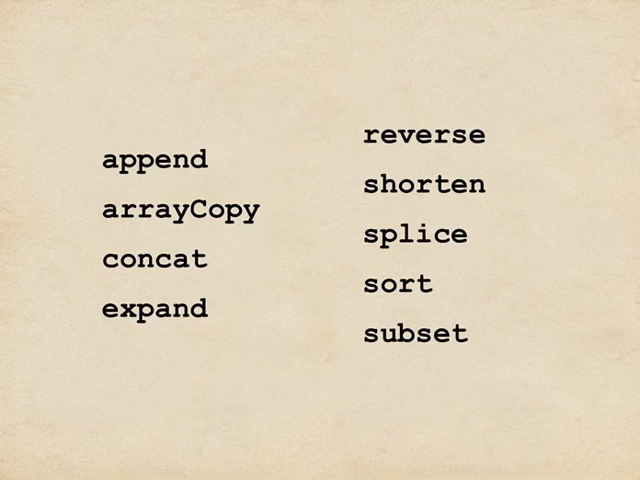 append
arrayCopy
concat
expand
reverse
shorten
splice
sort
subset